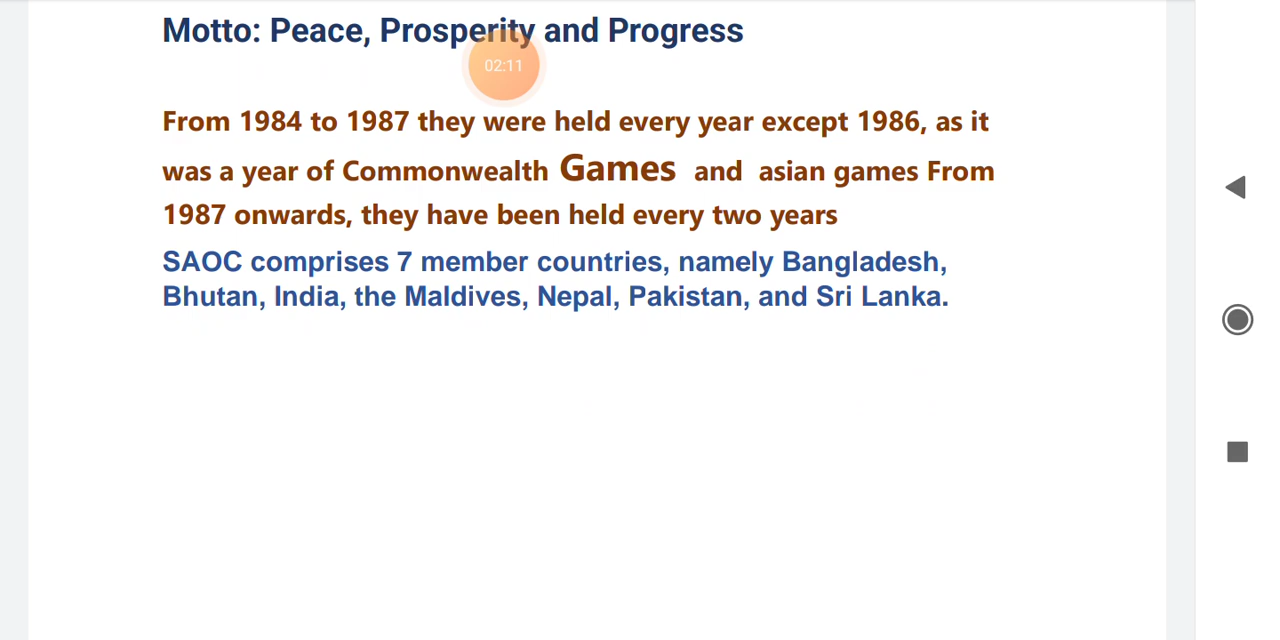 Motto: Peace, Prosperity and Progress
02:11
From 1984 to 1987 they were held every year except 1986, as it
was a year of Commonwealth Games and asian games From
1987 onwards, they have been held every two years
SAOC comprises 7 member countries, namely Bangladesh,
Bhutan, India, the Maldives, Nepal, Pakistan, and Sri Lanka.